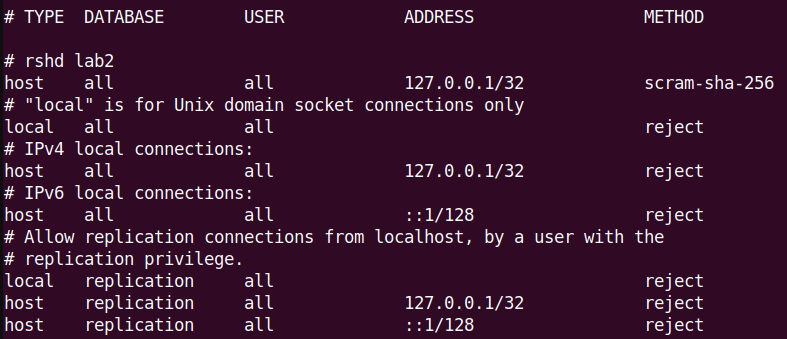 # TYPE  DATABASE        USER            ADDRESS                 METHOD
# rshd lab2
host    all             all             127.0.0.1/32            scram-sha-256
# "local" is for Unix domain socket connections only
local   all             all                                     reject
# IPv4 local connections:
host    all             all             127.0.0.1/32            reject
# IPv6 local connections:
host    all             all             ::1/128                 reject
# Allow replication connections from localhost, by a user with the
# replication privilege.
local   replication     all                                     reject
host    replication     all             127.0.0.1/32            reject
host    replication     all             ::1/128                 reject